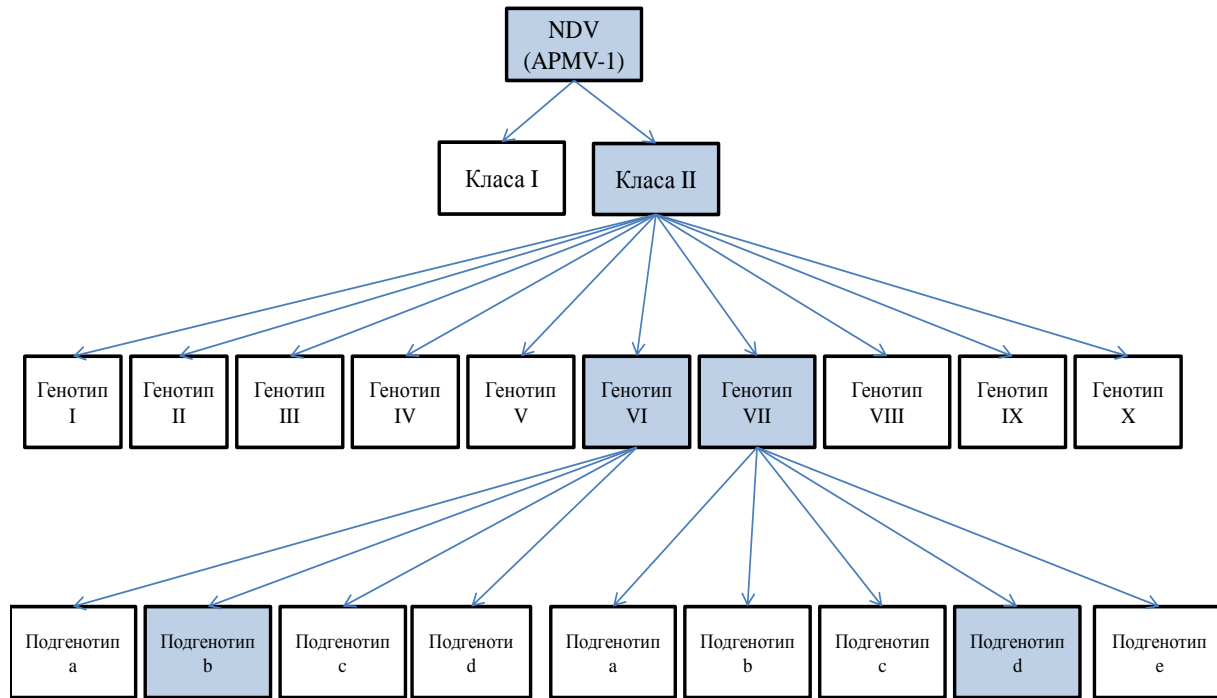 NDV
(APMV-1)
Класа I
Класа II
Генотип
I
Генотип
II
Генотип
III
Генотип
IV
Генотип
V
Генотип
VI
Генотип
VII
Генотип
VIII
Генотип
IX
Генотип
X
Подгенотип
a
Подгенотип
b
Подгенотип
c
Подгеноти
d
Подгенотип
a
Подгенотип
b
Подгенотип
c
Подгенотип
d
Подгенотип
e